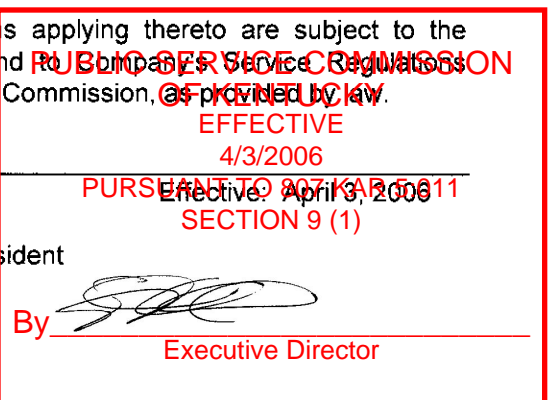 s applying thereto are subject to the
nd to Company's Service Regulations
PUBLIC SERVICE COMMISSION
Commission, as provided by law.
OF KENTUCKY
EFFECTIVE
4/3/2006
Effective: April 3, 2006
PURSUANT TO 807 KAR 5:011
SECTION 9 (1)
sident
By
Executive Director